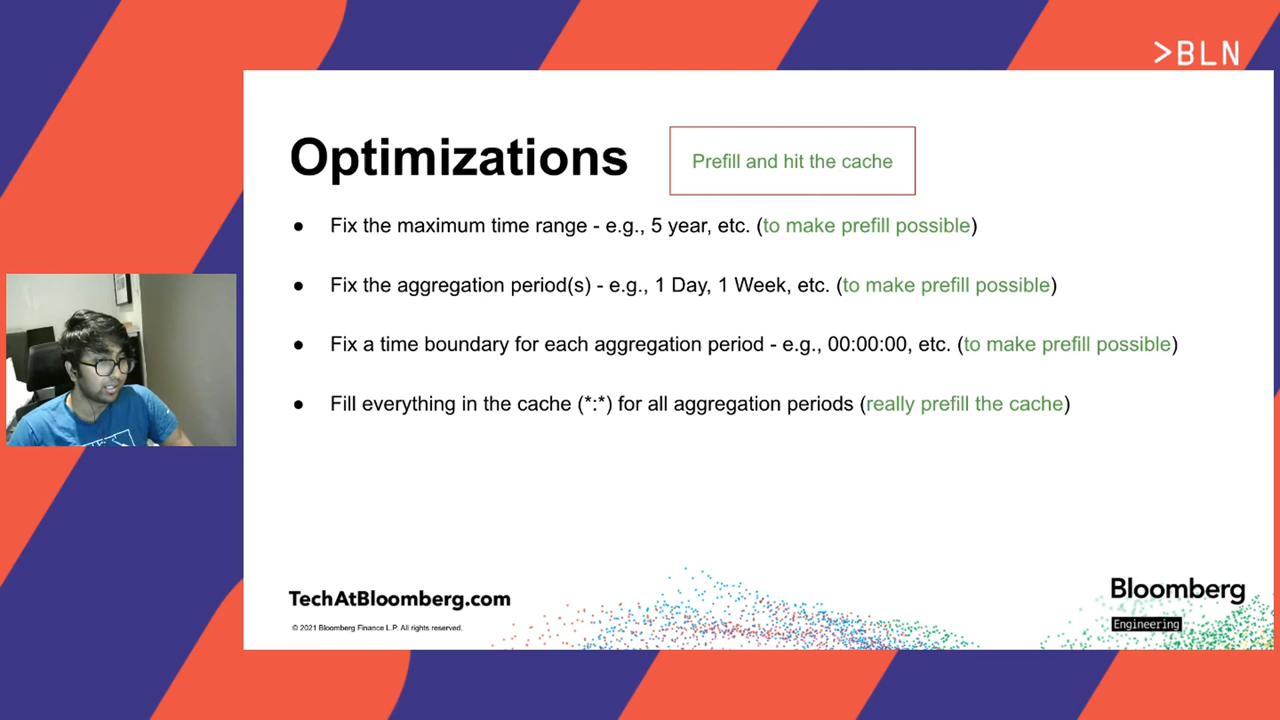 >BLN
Optimizations
Prefill and hit the cache
● Fix the maximum time range - e.g., 5 year, etc. (to make prefill possible)
● Fix the aggregation period(s) - e.g., 1 Day, 1 Week, etc. (to make prefill possible)
● Fix a time boundary for each aggregation period - e.g., 00:00:00, etc. (to make prefill possible)
● Fill everything in the cache (*:*) for all aggregation periods (really prefill the cache)
TechAtBloomberg.com
© 2021 Bloomberg Finance L.P. All rights reserved.
Bloomberg
Engineering